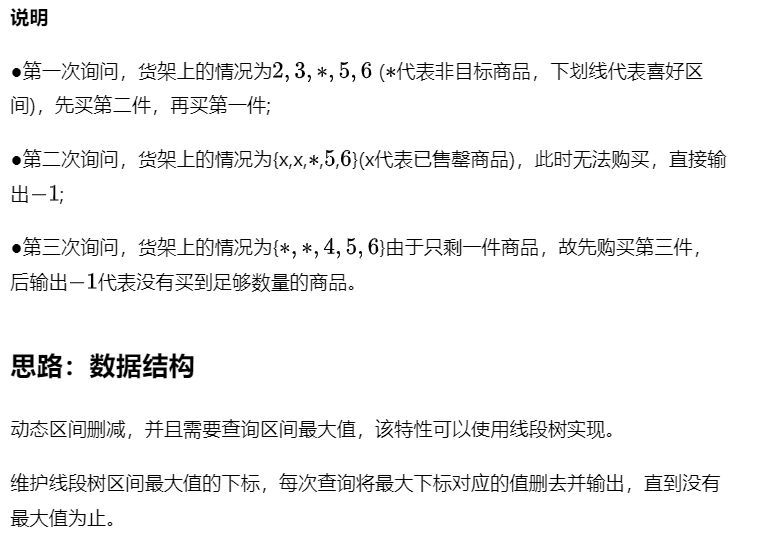 说明
●第一次询问，货架上的情况为2, 3, *, 5, 6 (*代表非目标商品，下划线代表喜好区
间)，先买第二件，再买第一件;
●第二次询问，货架上的情况为{x,x,*,5,6}(x代表已售罄商品)，此时无法购买，直接输
出−1;
●第三次询问，货架上的情况为{*, *, 4, 5, 6}由于只剩一件商品，故先购买第三件，
后输出−1代表没有买到足够数量的商品。
思路：数据结构
动态区间删减，并且需要查询区间最大值，该特性可以使用线段树实现。
维护线段树区间最大值的下标，每次查询将最大下标对应的值删去并输出，直到没有
最大值为止。